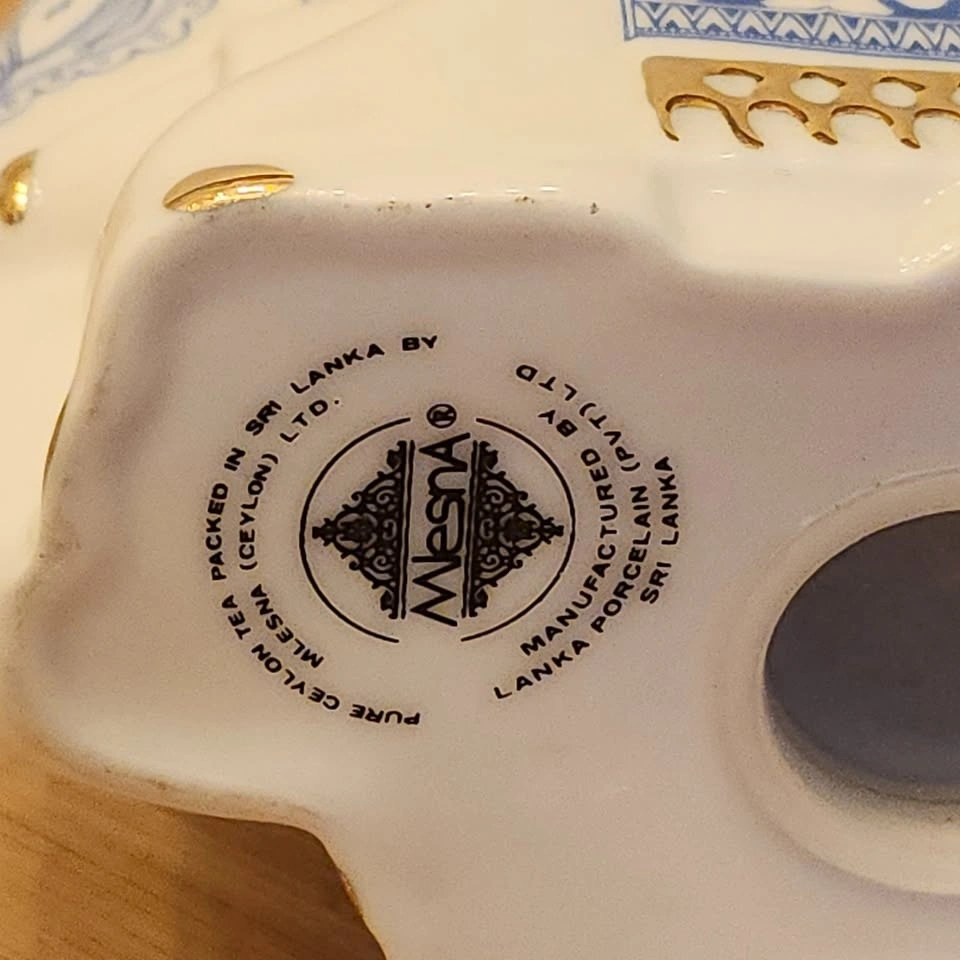 PURE CEYLON TEA PACKED IN SRI LANKA BY
MLESNA (CEYLON) LTD.
MlesnA®
MANUFACTURED BY
LANKA PORCELAIN (PVT) LTD
SRI LANKA